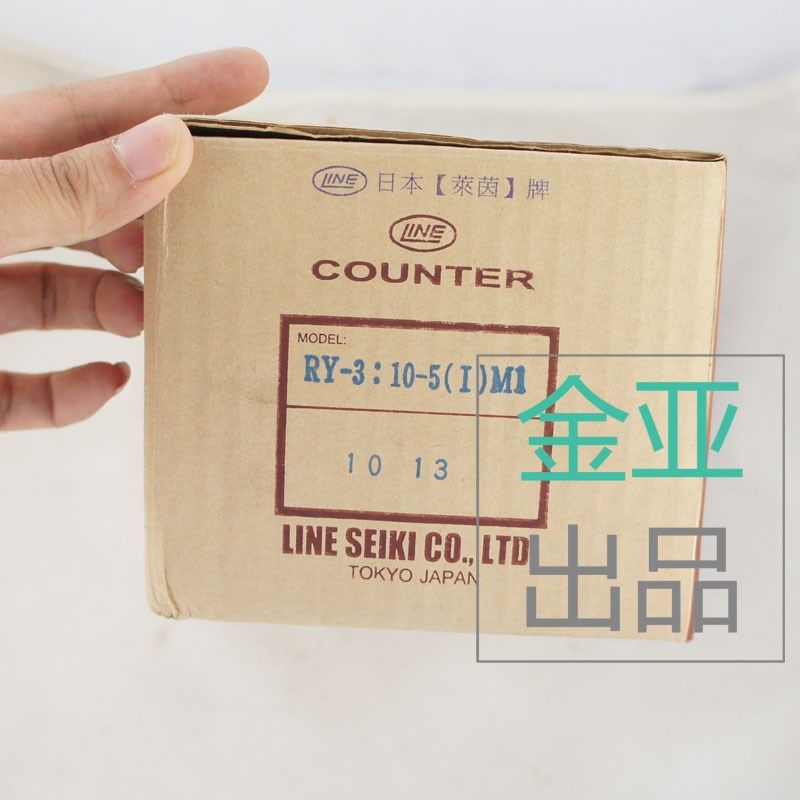 LINE 日本【萊茵】牌
LINE
COUNTER
MODEL:
RY-3:10-5(I)M1
10 13
LINE SEIKI CO., LTD
TOKYO JAPAN
金亚
出品